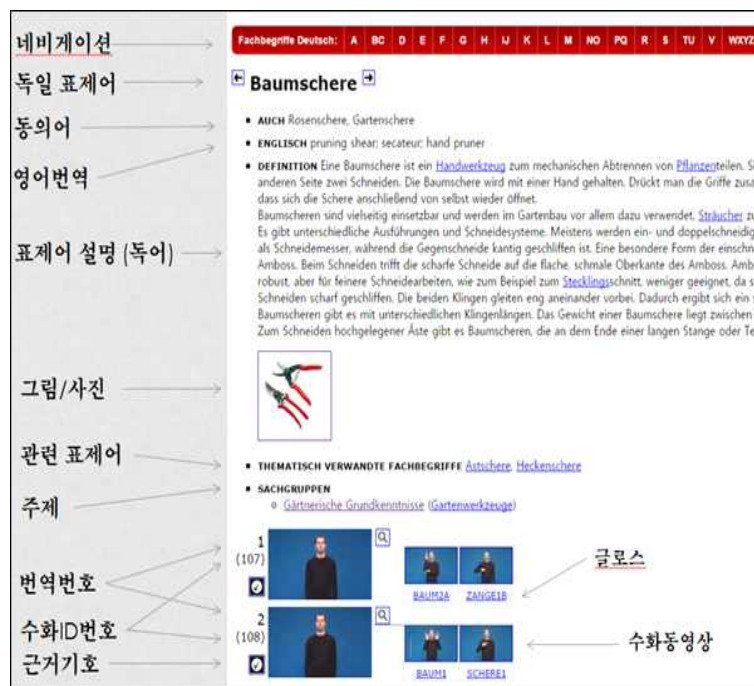 네비게이션
독일 표제어
동의어
영어번역
표제어 설명 (독어)
그림/사진
관련 표제어
주제
번역번호
수화ID번호
근거기호
Fachbegriffe Deutsch: A BC D E F G H IJ K L M NO PQ R S TU V WXYZ
Baumschere
AUCH Rosenschere, Gartenschere
ENGLISCH pruning shear; secateur; hand pruner
DEFINITION Eine Baumschere ist ein Handwerkzeug zum mechanischen Abtrennen von Pflanzenteilen.
anderen Seite zwei Schneiden. Die Baumschere wird mit einer Hand gehalten. Drückt man die Griffe
dass sich die Schere anschließend von selbst wieder öffnet.
Baumscheren sind vielseitig einsetzbar und werden im Gartenbau vor allem dazu verwendet, Sträucher
Es gibt unterschiedliche Ausführungen und Schneidesysteme. Meistens werden ein- und doppelschneidig
als Schneidemesser, während die Gegenschneide kantig geschliffen ist. Eine besondere Form der einschn
Amboss. Beim Schneiden trifft die scharfe Schneide auf die flache, schmale Oberkante des Amboss. Amb
robust, aber für feinere Schneidearbeiten, wie zum Beispiel zum Stecklingsschnitt, weniger geeignet, da s
Schneiden scharf geschliffen. Die beiden Klingen gleiten eng aneinander vorbei. Dadurch ergibt sich ein s
Baumscheren gibt es mit unterschiedlichen Klingenlängen. Das Gewicht einer Baumschere liegt zwischen
Zum Schneiden hochgelegener Äste gibt es Baumscheren, die an dem Ende einer langen Stange oder Te
THEMATISCH VERWANDTE FACHBEGRIFFE Astschere, Heckenschere
SACHGRUPPEN
Gärtnerische Grundkenntnisse (Gartenwerkzeuge)
1
(107)
BAUM2A ZANGE1B
글로스
2
(108)
BAUM1 SCHERE1
수화동영상